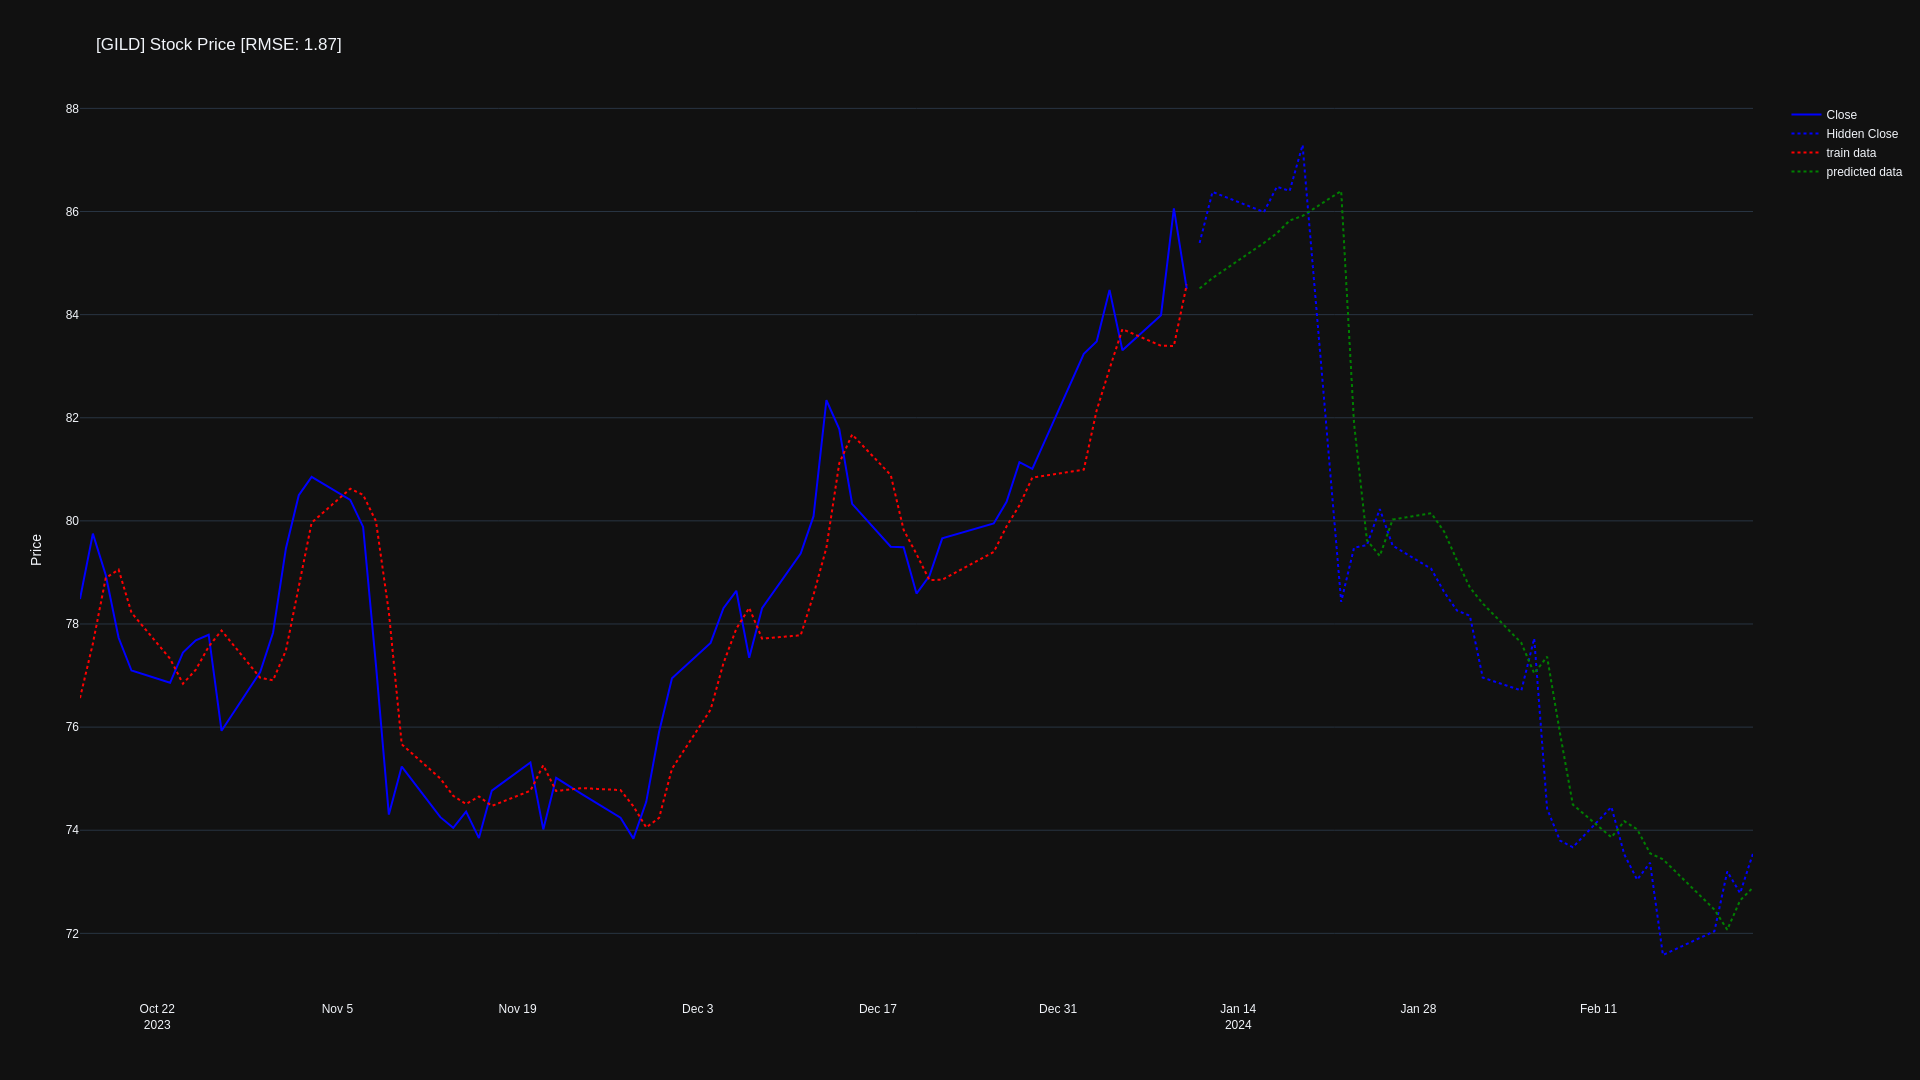 [GILD] Stock Price [RMSE: 1.87]
88
86
84
82
80
78
76
74
72
Price
Oct 22
2023
Nov 5
Nov 19
Dec 3
Dec 17
Dec 31
Jan 14
2024
Jan 28
Feb 11
Close
Hidden Close
train data
predicted data